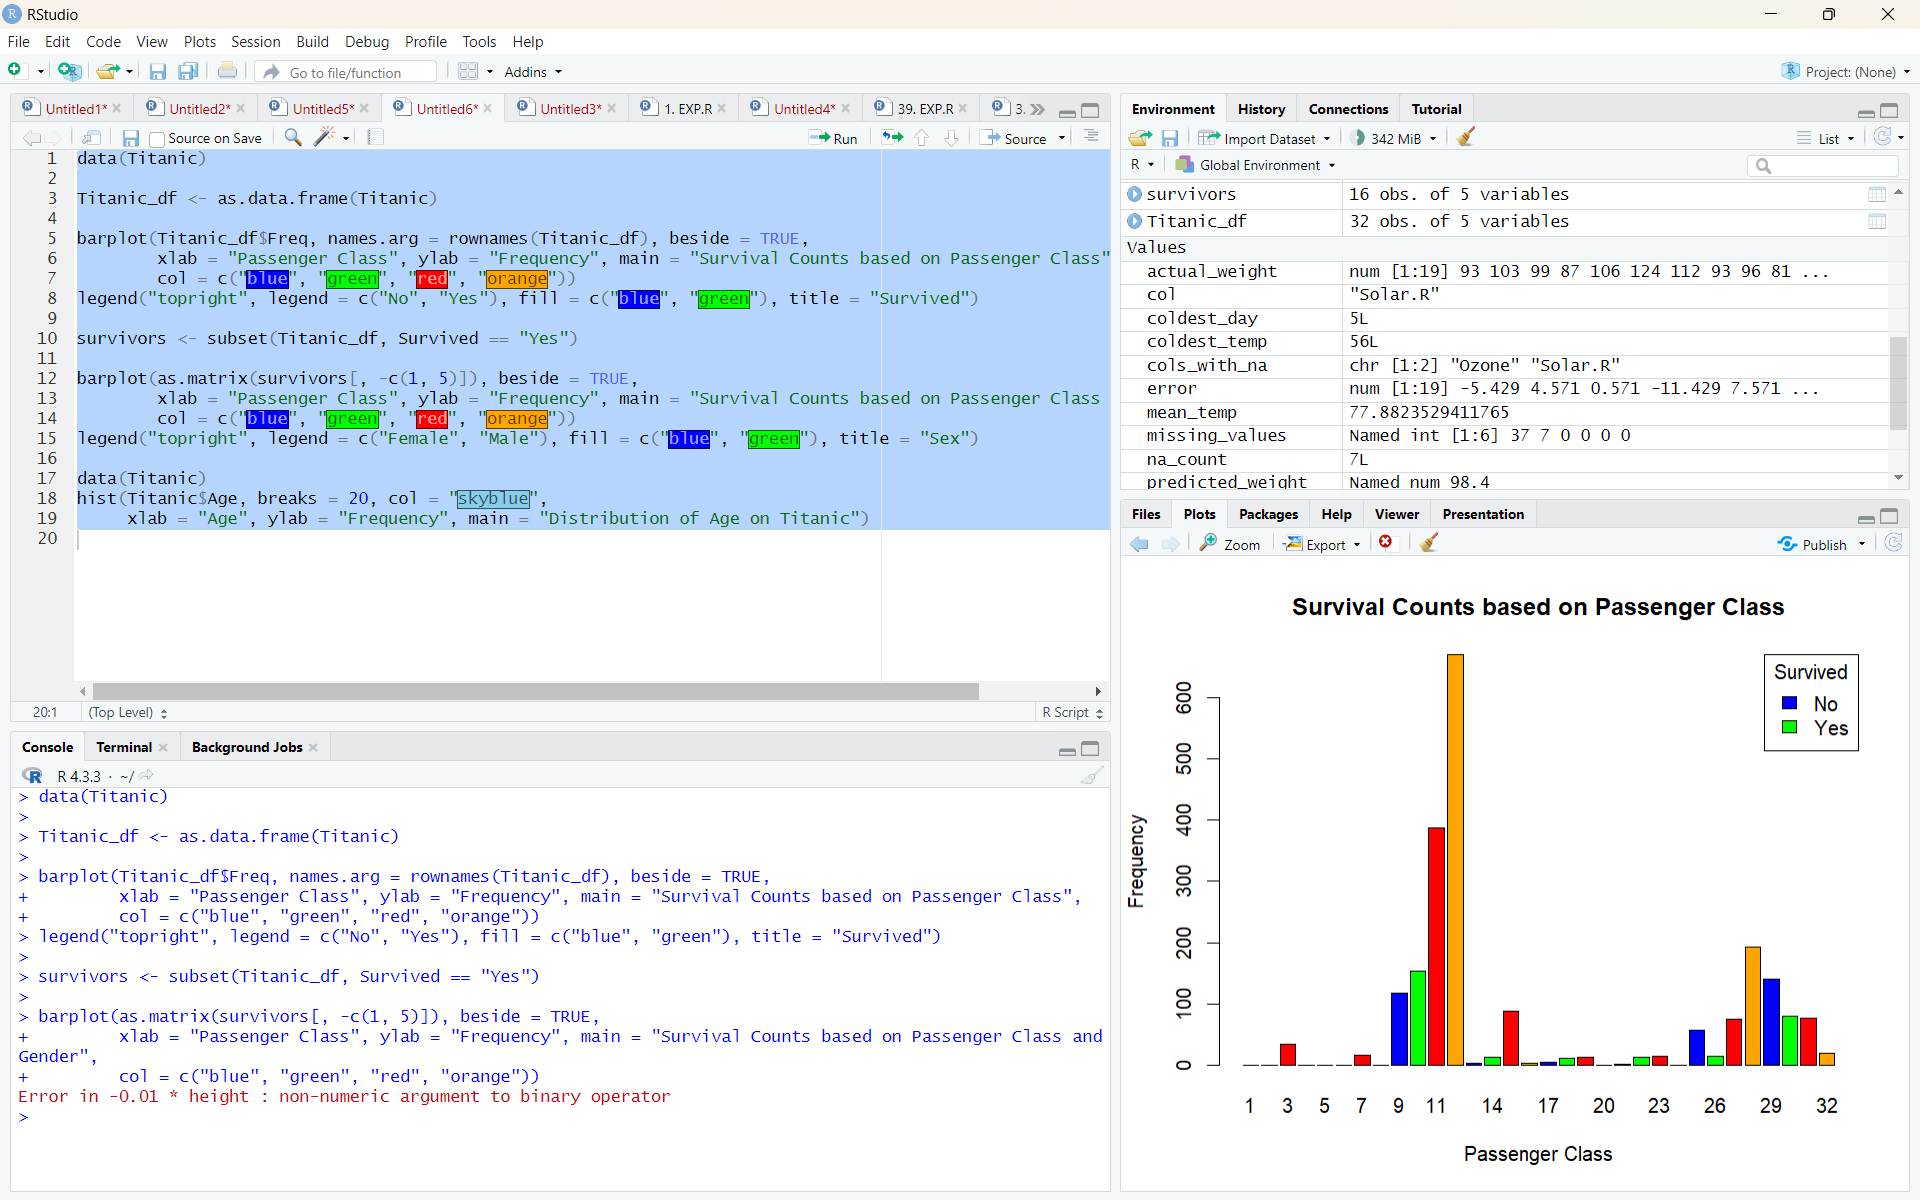 RStudio
File Edit Code View Plots Session Build Debug Profile Tools Help
Go to file/function Addins Project: (None)
Untitled1* Untitled2* Untitled5* Untitled6* Untitled3* 1. EXP.R Untitled4* 39. EXP.R 3.
Source on Save Run Source
1 data(Titanic)
2
3 Titanic_df <- as.data.frame(Titanic)
4
5 barplot(Titanic_df$Freq, names.arg = rownames(Titanic_df), beside = TRUE,
6 xlab = "Passenger Class", ylab = "Frequency", main = "Survival Counts based on Passenger Class"
7 col = c("blue", "green", "red", "orange"))
8 legend("topright", legend = c("No", "Yes"), fill = c("blue", "green"), title = "Survived")
9
10 survivors <- subset(Titanic_df, Survived == "Yes")
11
12 barplot(as.matrix(survivors[, -c(1, 5)]), beside = TRUE,
13 xlab = "Passenger Class", ylab = "Frequency", main = "Survival Counts based on Passenger Class
14 col = c("blue", "green", "red", "orange"))
15 legend("topright", legend = c("Female", "Male"), fill = c("blue", "green"), title = "Sex")
16
17 data(Titanic)
18 hist(Titanic$Age, breaks = 20, col = "skyblue",
19 xlab = "Age", ylab = "Frequency", main = "Distribution of Age on Titanic")
20
20:1 (Top Level) R Script
Console Terminal Background Jobs
R 4.3.3 · ~/
> data(Titanic)
>
> Titanic_df <- as.data.frame(Titanic)
>
> barplot(Titanic_df$Freq, names.arg = rownames(Titanic_df), beside = TRUE,
+ xlab = "Passenger Class", ylab = "Frequency", main = "Survival Counts based on Passenger Class",
+ col = c("blue", "green", "red", "orange"))
> legend("topright", legend = c("No", "Yes"), fill = c("blue", "green"), title = "Survived")
>
> survivors <- subset(Titanic_df, Survived == "Yes")
>
> barplot(as.matrix(survivors[, -c(1, 5)]), beside = TRUE,
+ xlab = "Passenger Class", ylab = "Frequency", main = "Survival Counts based on Passenger Class and
Gender",
+ col = c("blue", "green", "red", "orange"))
Error in -0.01 * height : non-numeric argument to binary operator
>
Environment History Connections Tutorial
Import Dataset 342 MiB List
R Global Environment
survivors 16 obs. of 5 variables
Titanic_df 32 obs. of 5 variables
Values
actual_weight num [1:19] 93 103 99 87 106 124 112 93 96 81 ...
col "Solar.R"
coldest_day 5L
coldest_temp 56L
cols_with_na chr [1:2] "Ozone" "Solar.R"
error num [1:19] -5.429 4.571 0.571 -11.429 7.571 ...
mean_temp 77.8823529411765
missing_values Named int [1:6] 37 7 0 0 0 0
na_count 7L
predicted_weight Named num 98.4
Files Plots Packages Help Viewer Presentation
Zoom Export Publish
Survival Counts based on Passenger Class
Survived
No
Yes
Frequency
600
500
400
300
200
100
0
1 3 5 7 9 11 14 17 20 23 26 29 32
Passenger Class